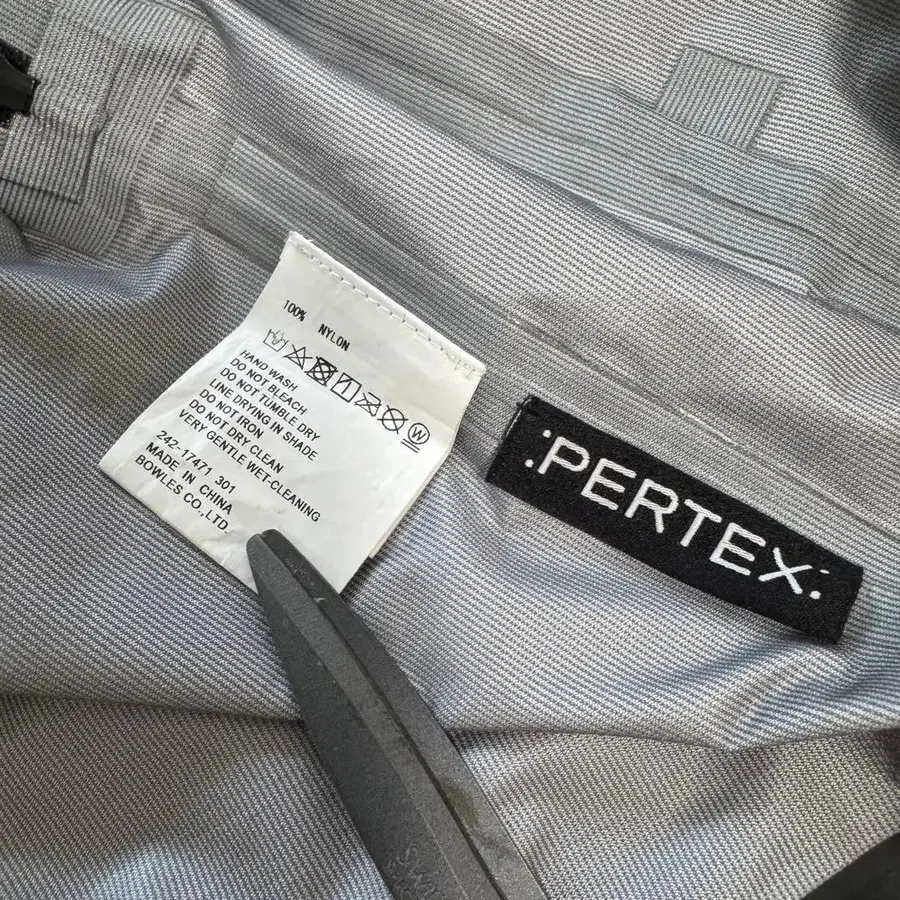 100% NYLON
W
HAND WASH
DO NOT BLEACH
DO NOT TUMBLE DRY
LINE DRYING IN SHADE
DO NOT IRON
DO NOT DRY CLEAN
VERY GENTLE WET-CLEANING
242-17471 301
MADE IN CHINA
BOWLES CO.,LTD.
:PERTEX: